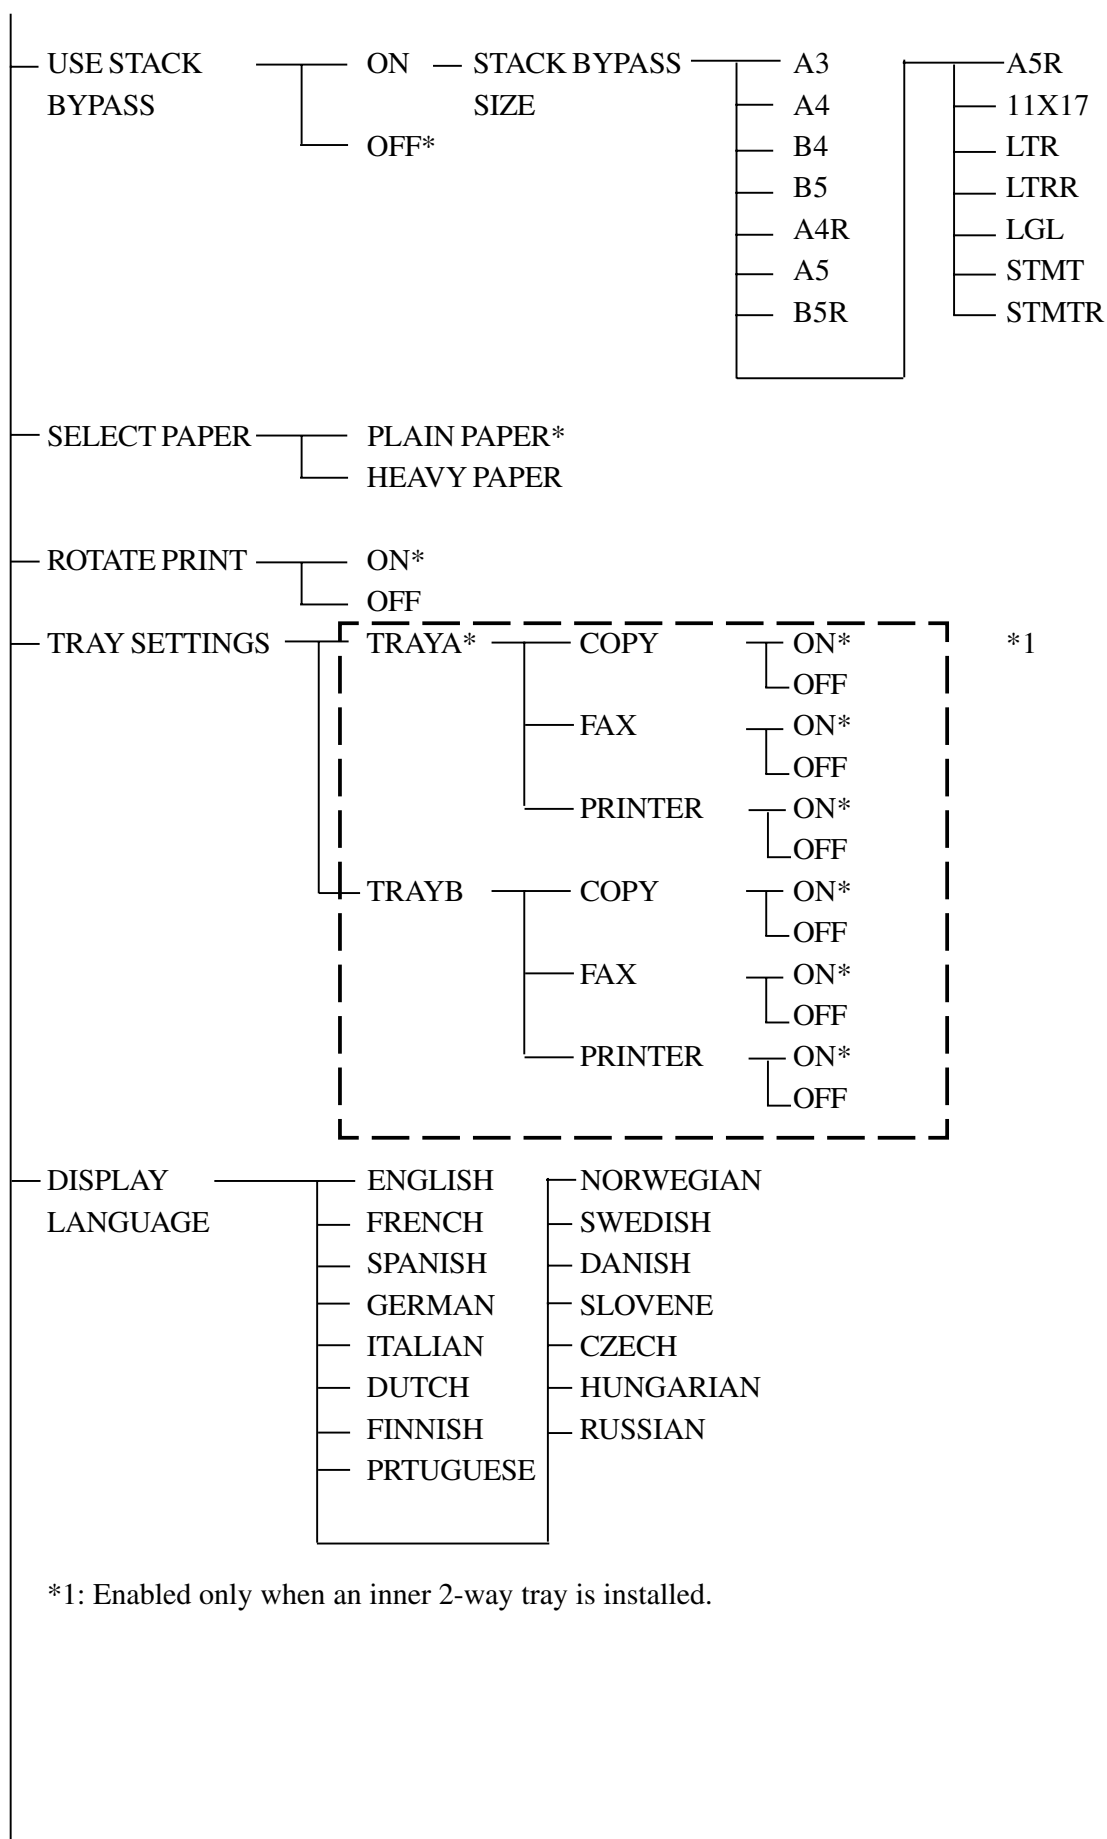 USE STACK BYPASS
ON
STACK BYPASS SIZE
A3
A5R
A4
11X17
OFF*
B4
LTR
B5
LTRR
A4R
LGL
A5
STMT
B5R
STMTR
SELECT PAPER
PLAIN PAPER*
HEAVY PAPER
ROTATE PRINT
ON*
OFF
TRAY SETTINGS
TRAYA*
COPY
ON*
*1
OFF
FAX
ON*
OFF
PRINTER
ON*
OFF
TRAYB
COPY
ON*
OFF
FAX
ON*
OFF
PRINTER
ON*
OFF
DISPLAY LANGUAGE
ENGLISH
NORWEGIAN
FRENCH
SWEDISH
SPANISH
DANISH
GERMAN
SLOVENE
ITALIAN
CZECH
DUTCH
HUNGARIAN
FINNISH
RUSSIAN
PRTUGUESE
*1: Enabled only when an inner 2-way tray is installed.